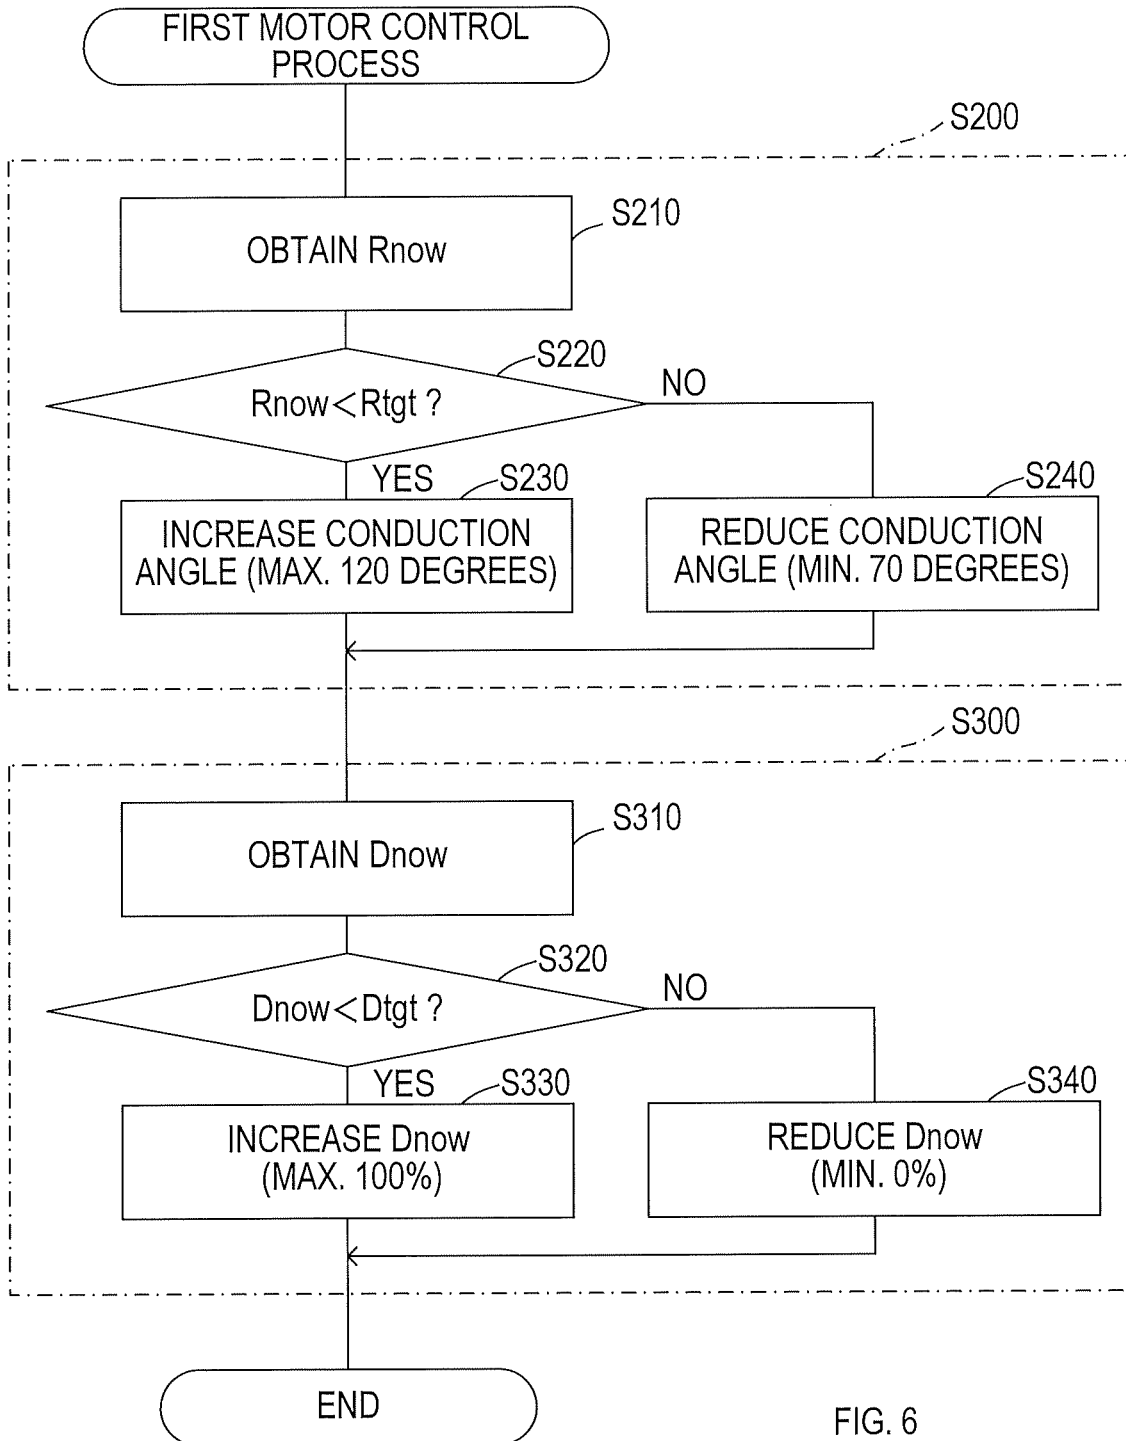 FIRST MOTOR CONTROL
PROCESS
S200
S210
OBTAIN Rnow
S220
Rnow<Rtgt ?
NO
YES
S230
S240
INCREASE CONDUCTION
ANGLE (MAX. 120 DEGREES)
REDUCE CONDUCTION
ANGLE (MIN. 70 DEGREES)
S300
S310
OBTAIN Dnow
S320
Dnow<Dtgt ?
NO
YES
S330
S340
INCREASE Dnow
(MAX. 100%)
REDUCE Dnow
(MIN. 0%)
END
FIG. 6